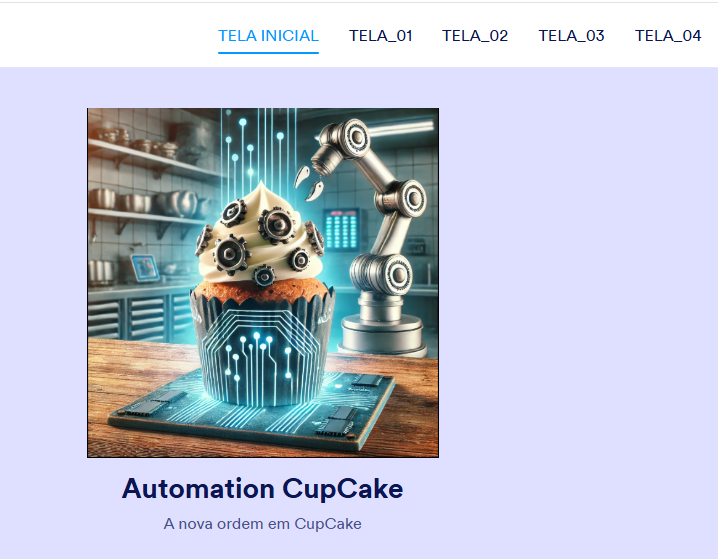 TELA INICIAL TELA_01 TELA_02 TELA_03 TELA_04
Automation CupCake
A nova ordem em CupCake